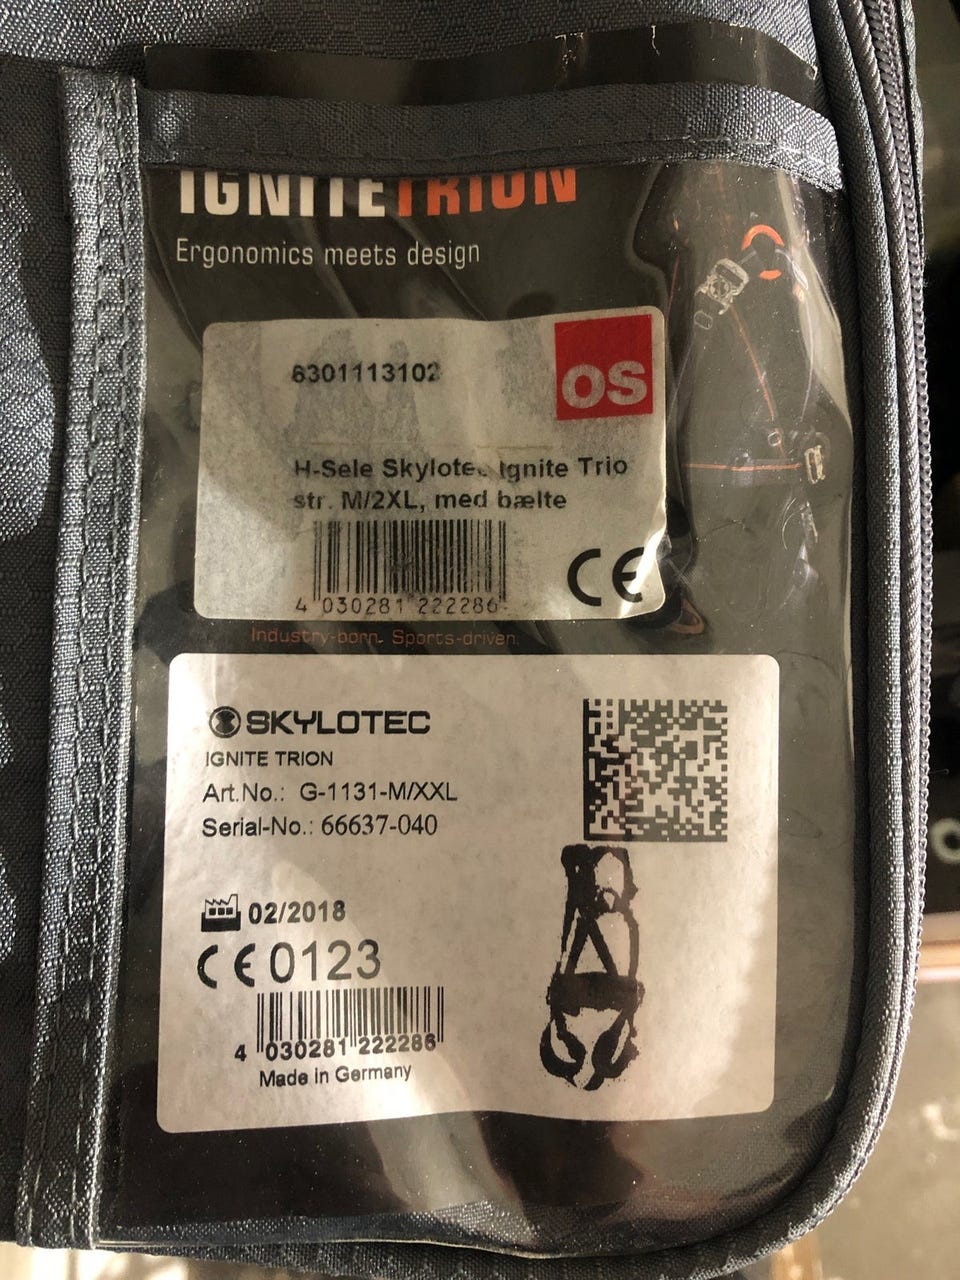 IGNITE TRION
Ergonomics meets design
6301113102
OS
H-Sele Skylotec Ignite Trio
str. M/2XL, med bælte
CE
4 030281 222286
Industry-born. Sports-driven.
SKYLOTEC
IGNITE TRION
Art.No.: G-1131-M/XXL
Serial-No.: 66637-040
02/2018
CE 0123
4 030281 222286
Made in Germany